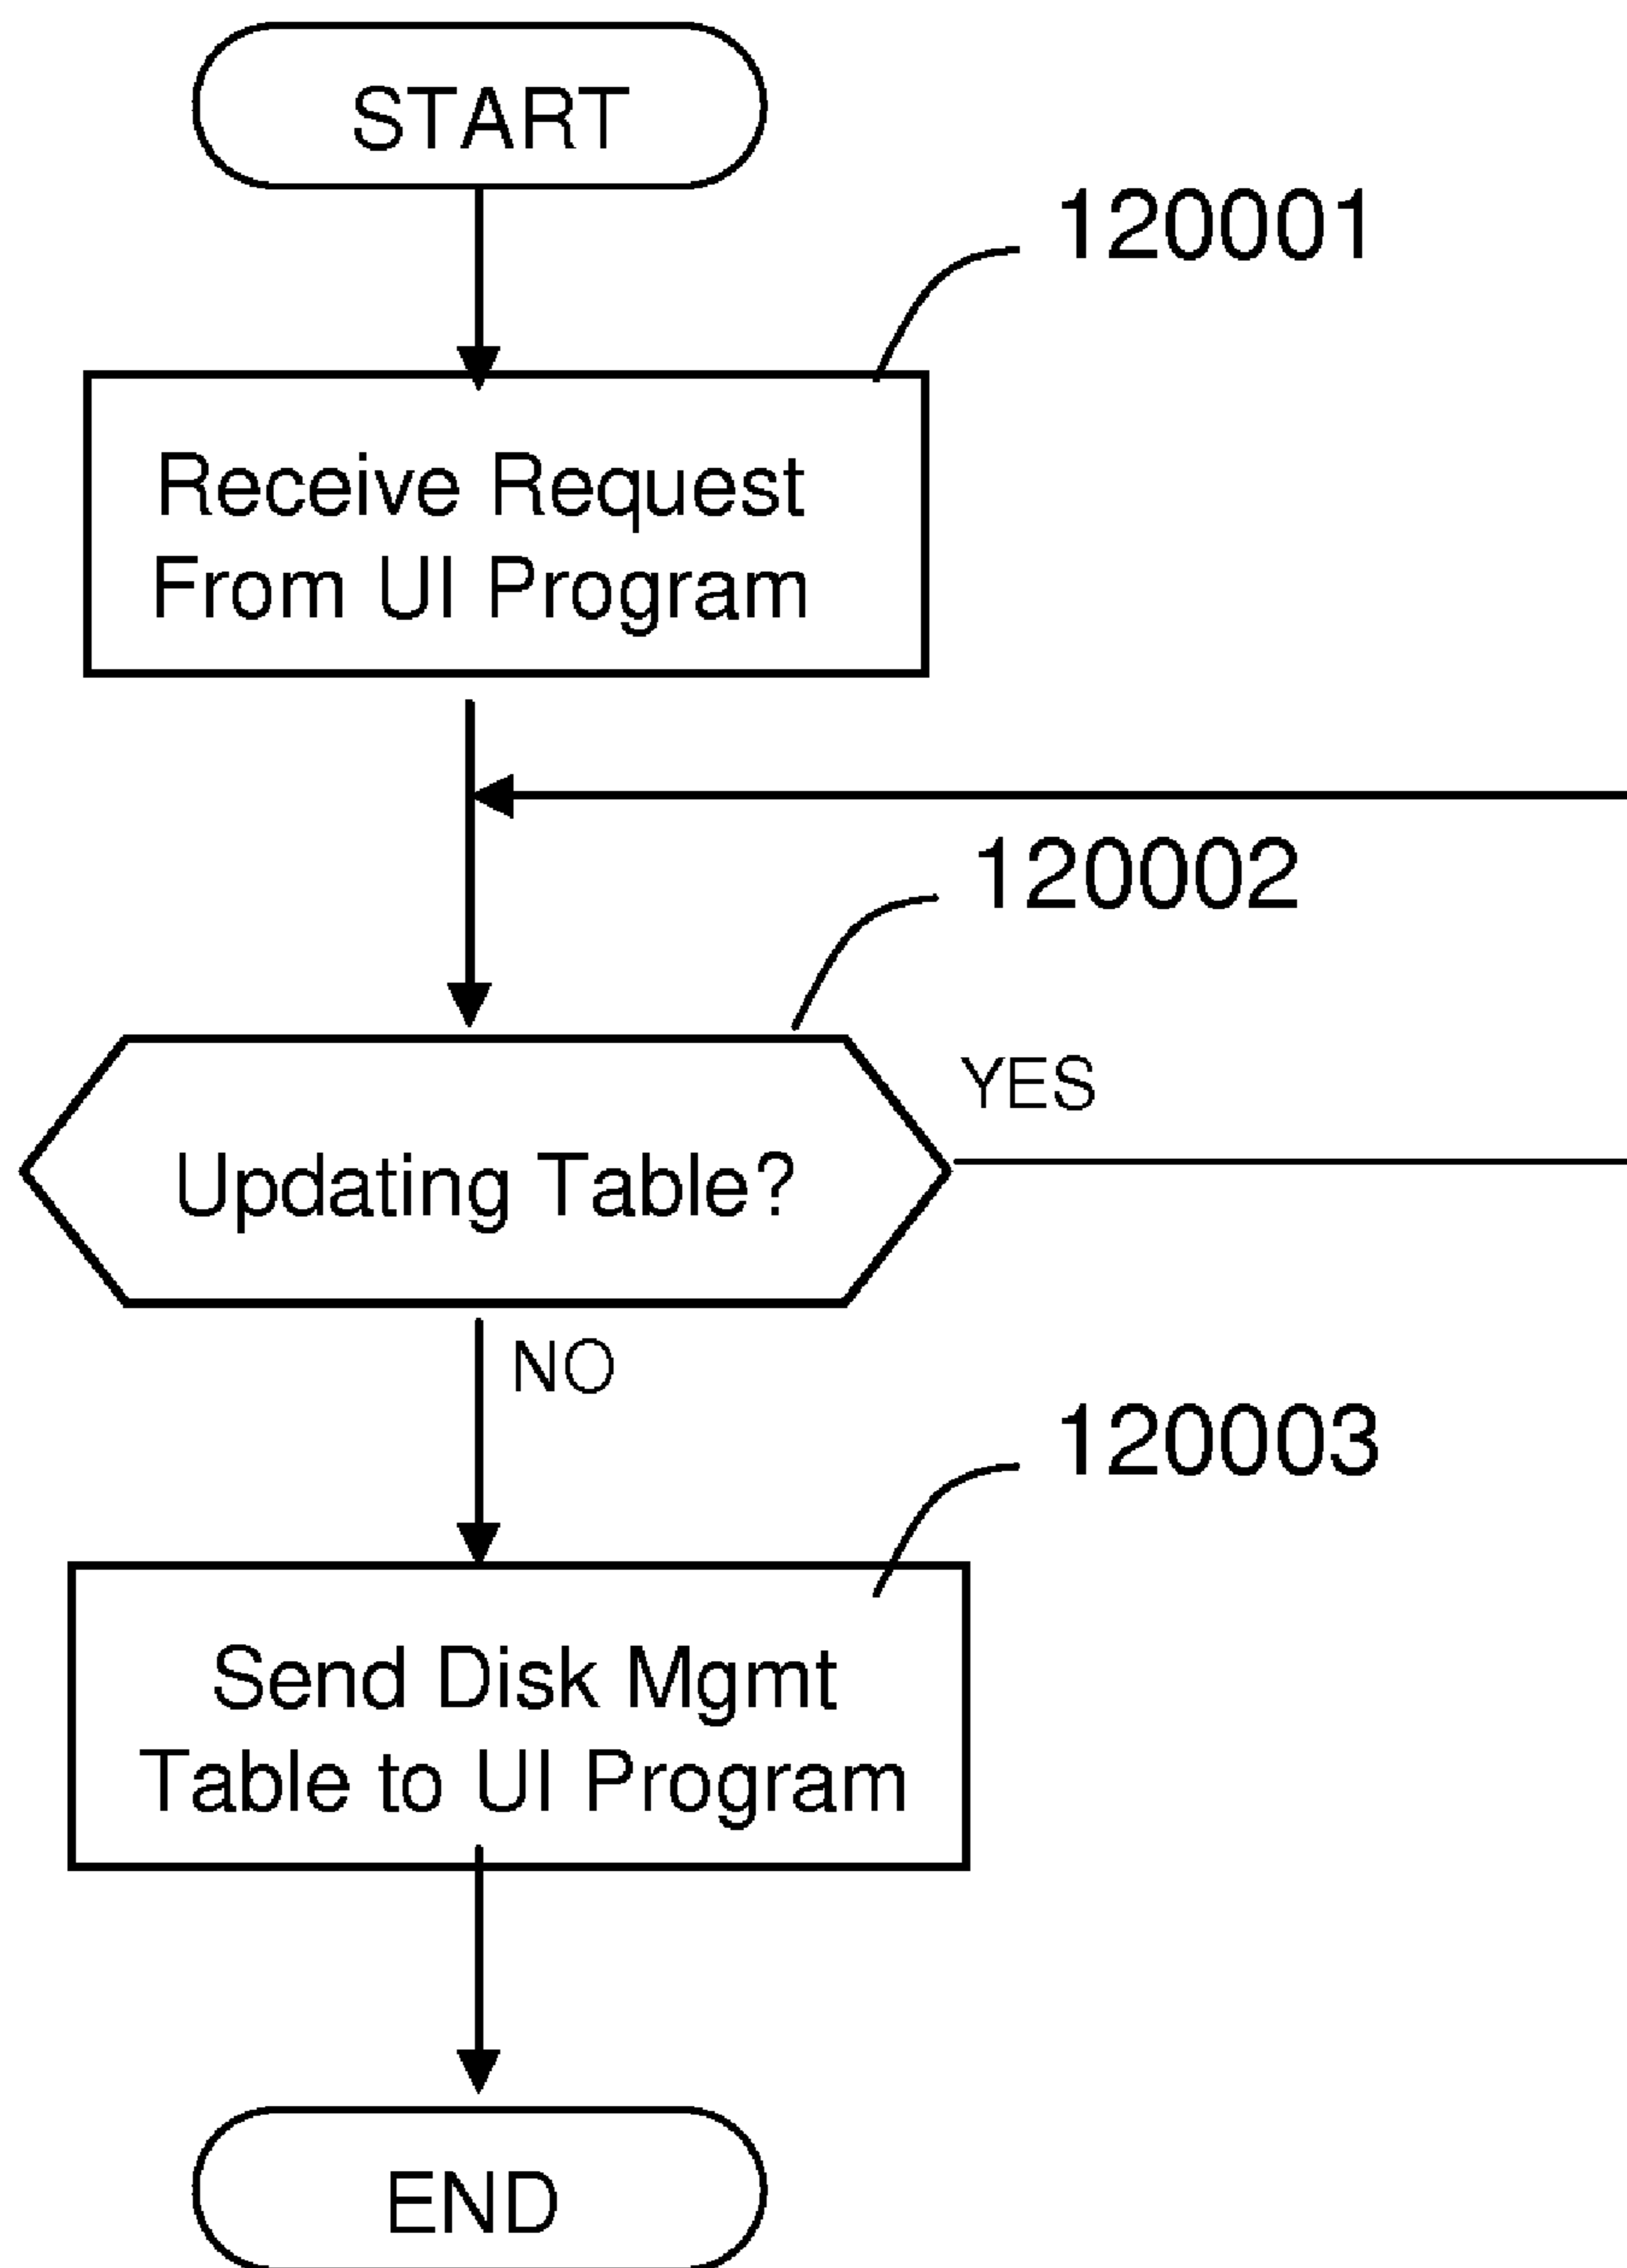 START
120001
Receive Request
From UI Program
120002
YES
Updating Table?
NO
120003
Send Disk Mgmt
Table to UI Program
END